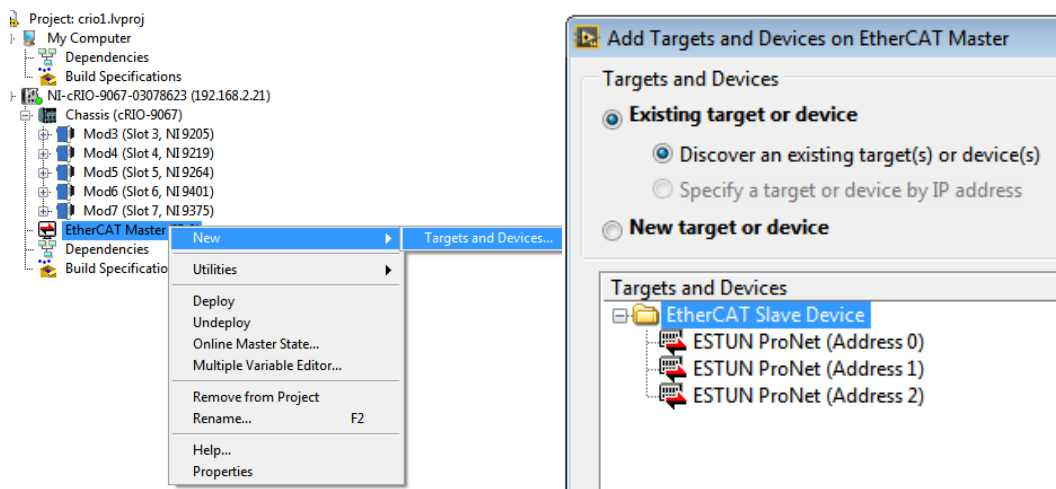 Project: crio1.lvproj
My Computer
Dependencies
Build Specifications
NI-cRIO-9067-03078623 (192.168.2.21)
Chassis (cRIO-9067)
Mod3 (Slot 3, NI 9205)
Mod4 (Slot 4, NI 9219)
Mod5 (Slot 5, NI 9264)
Mod6 (Slot 6, NI 9401)
Mod7 (Slot 7, NI 9375)
EtherCAT Master
Dependencies
Build Specificatio
New
Targets and Devices...
Utilities
Deploy
Undeploy
Online Master State...
Multiple Variable Editor...
Remove from Project
Rename... F2
Help...
Properties
Add Targets and Devices on EtherCAT Master
Targets and Devices
Existing target or device
Discover an existing target(s) or device(s)
Specify a target or device by IP address
New target or device
Targets and Devices
EtherCAT Slave Device
ESTUN ProNet (Address 0)
ESTUN ProNet (Address 1)
ESTUN ProNet (Address 2)